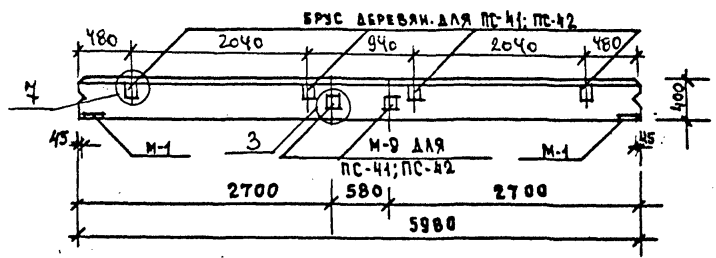 БРУС ДЕРЕВЯН. ДЛЯ ПС-41; ПС-42
480 2040 940 2040 480
7
400
45 М-1 3 М-9 ДЛЯ М-1 45
ПС-41; ПС-42
2700 580 2700
5980